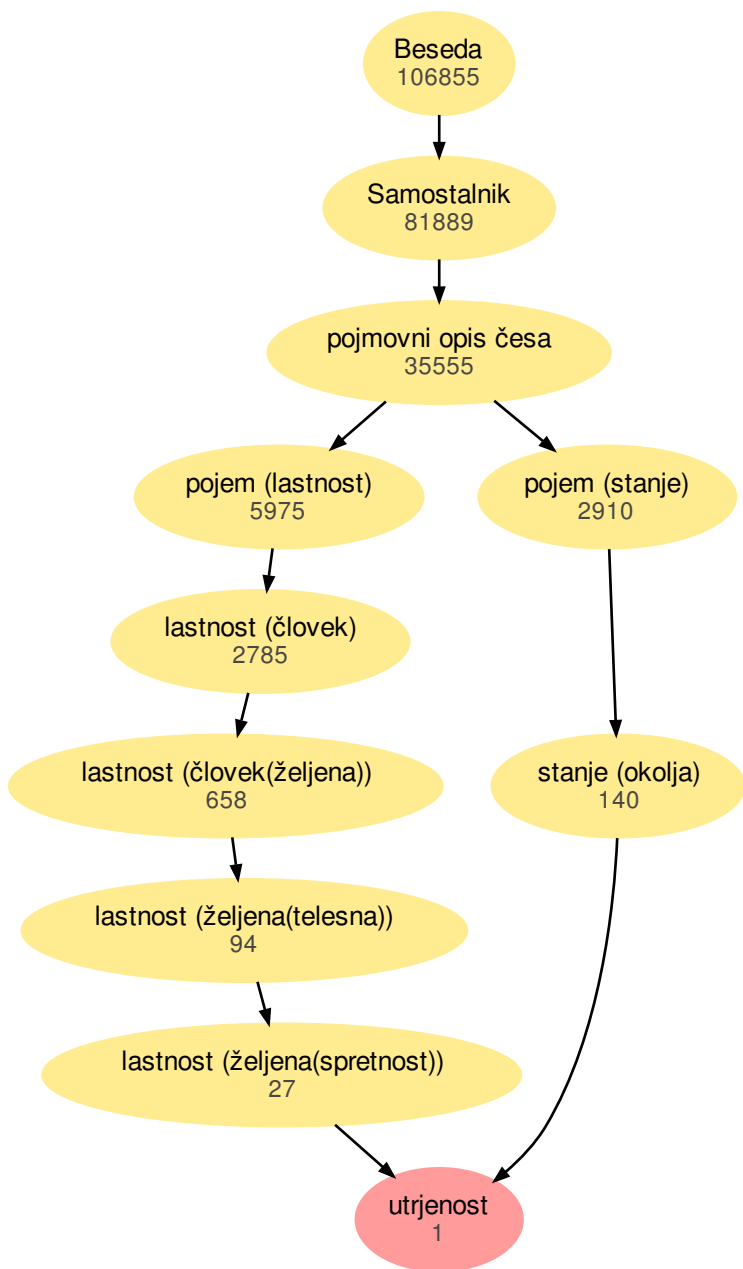 Beseda
106855
Samostalnik
81889
pojmovni opis česa
35555
pojem (lastnost)
5975
pojem (stanje)
2910
lastnost (človek)
2785
lastnost (človek(željena))
658
stanje (okolja)
140
lastnost (željena(telesna))
94
lastnost (željena(spretnost))
27
utrjenost
1